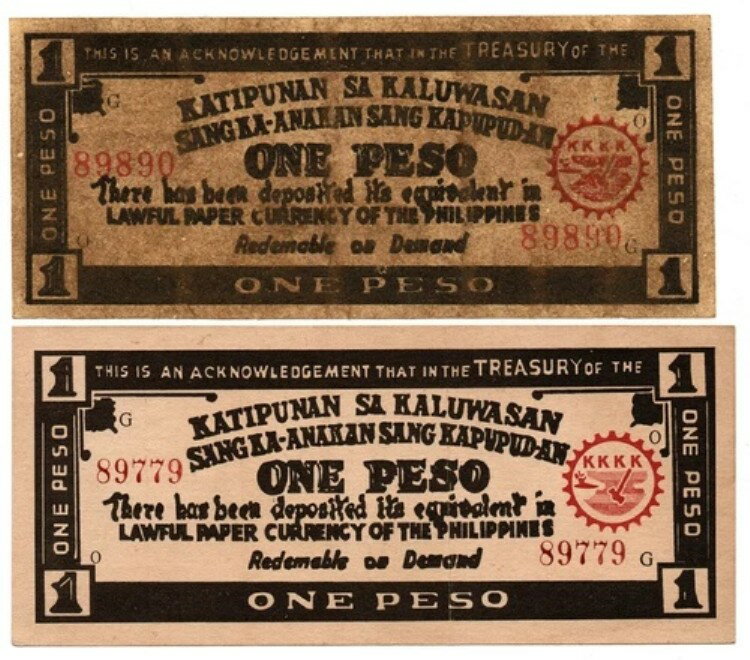 1 THIS IS AN ACKNOWLEDGEMENT THAT IN THE TREASURY OF THE 1
G
KATIPUNAN SA KALUWASAN
O
SANG KA-ANAKAN SANG KAPUPUD-AN
ONE PESO
ONE PESO
ONE PESO
KKKK
89890
There has been deposited its equivalent in
LAWFUL PAPER CURRENCY OF THE PHILIPPINES
89890 G
O
Redemable on Demand
1 ONE PESO 1
1 THIS IS AN ACKNOWLEDGEMENT THAT IN THE TREASURY OF THE 1
G
KATIPUNAN SA KALUWASAN
O
SANG KA-ANAKAN SANG KAPUPUD-AN
ONE PESO
ONE PESO
ONE PESO
KKKK
89779
There has been deposited its equivalent in
LAWFUL PAPER CURRENCY OF THE PHILIPPINES
89779 G
O
Redemable on Demand
1 ONE PESO 1